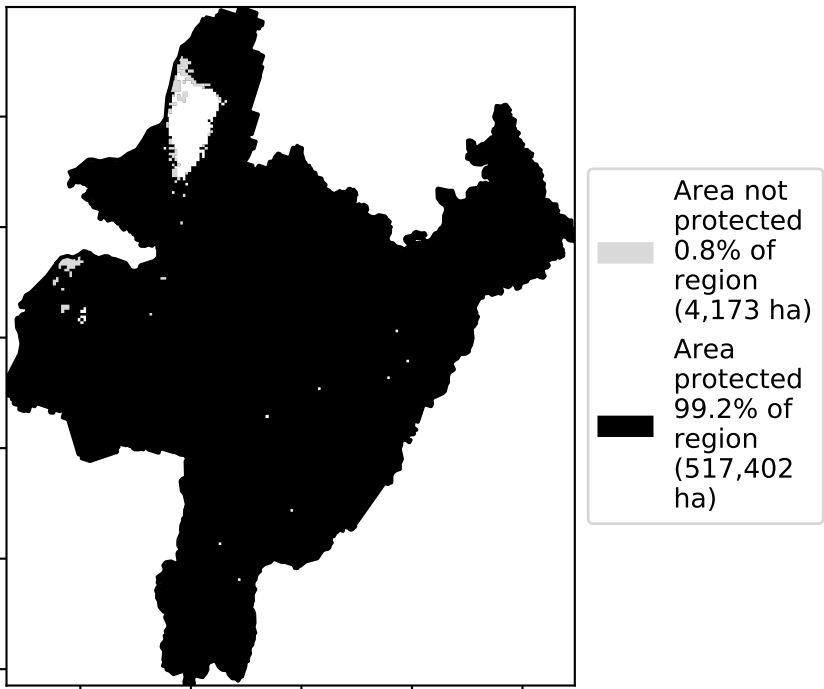 Area not
protected
0.8% of
region
(4,173 ha)
Area
protected
99.2% of
region
(517,402
ha)